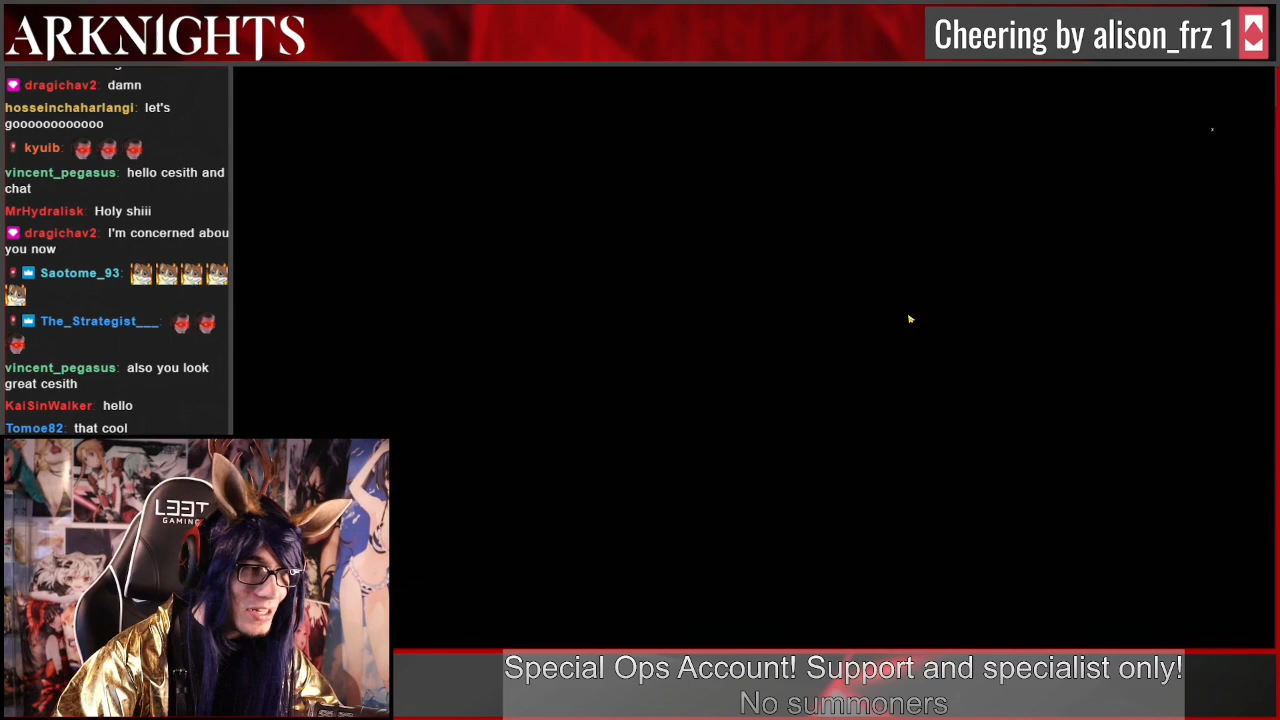 ARKNIGHTS
Cheering by alison_frz 1
dragichav2: damn
hosseinchaharlangi: let's
goooooooooooo
kyuib:
vincent_pegasus: hello cesith and
chat
MrHydralisk: Holy shiii
dragichav2: I'm concerned abou
you now
Saotome_93:
The_Strategist___:
vincent_pegasus: also you look
great cesith
KaiSinWalker: hello
Tomoe82: that cool
L33T
GAMING
Special Ops Account! Support and specialist only!
No summoners